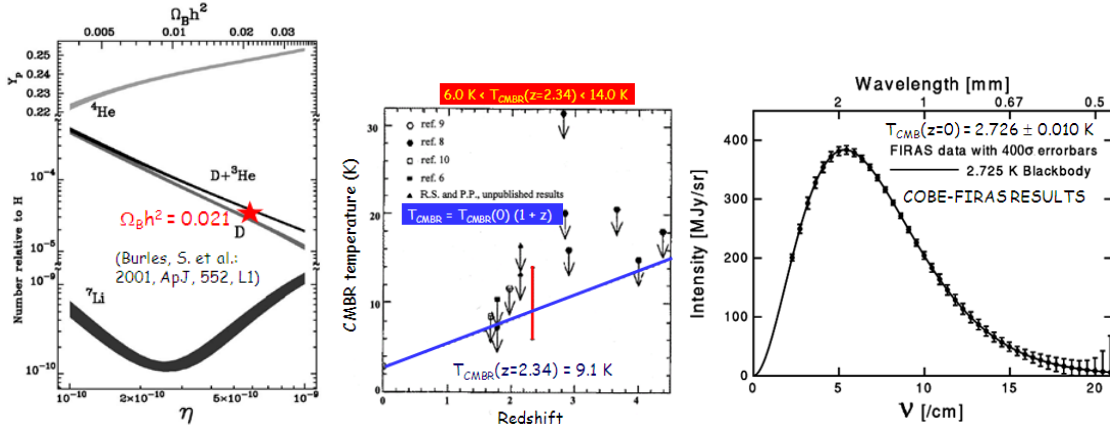 Ω_B h²
0.005 0.01 0.02 0.03
Y_p
0.25
0.24
0.23
0.22
⁴He
Number relative to H
10⁻⁴
10⁻⁵
10⁻⁹
10⁻¹⁰
D+³He
Ω_B h² = 0.021
D
(Burles, S. et al.:
2001, ApJ, 552, L1)
⁷Li
10⁻¹⁰ 2×10⁻¹⁰ 5×10⁻¹⁰ 10⁻⁹
η
6.0 K < T_CMBR(z=2.34) < 14.0 K
CMBR temperature (K)
30
20
10
0
ref. 9
ref. 8
ref. 10
ref. 6
R.S. and P.P., unpublished results
T_CMBR = T_CMBR(0) (1 + z)
T_CMBR(z=2.34) = 9.1 K
0 1 2 3 4
Redshift
Wavelength [mm]
2 1 0.67 0.5
T_CMB(z=0) = 2.726 ± 0.010 K
FIRAS data with 400σ errorbars
2.725 K Blackbody
COBE-FIRAS RESULTS
Intensity [MJy/sr]
400
300
200
100
0
0 5 10 15 20
ν [/cm]